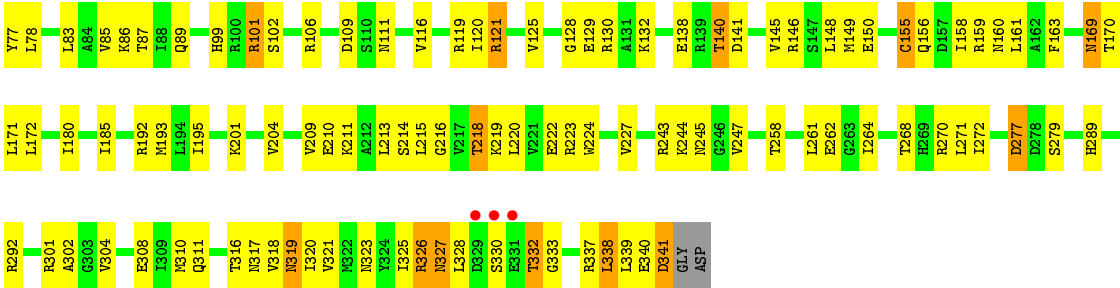 Y77 L78 L83 A84 V85 K86 T87 I88 Q89 H99 R100 R101 S102 R106 D109 S110 N111 V116 R119 I120 R121 V125 G128 E129 R130 A131 K132 E138 R139 T140 D141 V145 R146 S147 L148 M149 E150 C155 Q156 D157 I158 R159 N160 L161 A162 F163 N169 T170
L171 L172 I180 I185 R192 M193 L194 I195 K201 V204 V209 E210 K211 A212 L213 S214 L215 G216 V217 T218 K219 L220 V221 E222 R223 W224 V227 R243 K244 N245 G246 V247 T258 L261 E262 G263 I264 T268 H269 R270 L271 I272 D277 D278 S279 H289
R292 R301 A302 G303 V304 E308 I309 M310 Q311 T316 N317 V318 N319 I320 V321 M322 N323 Y324 I325 R326 N327 L328 D329 S330 E331 T332 G333 R337 L338 L339 E340 D341 GLY ASP